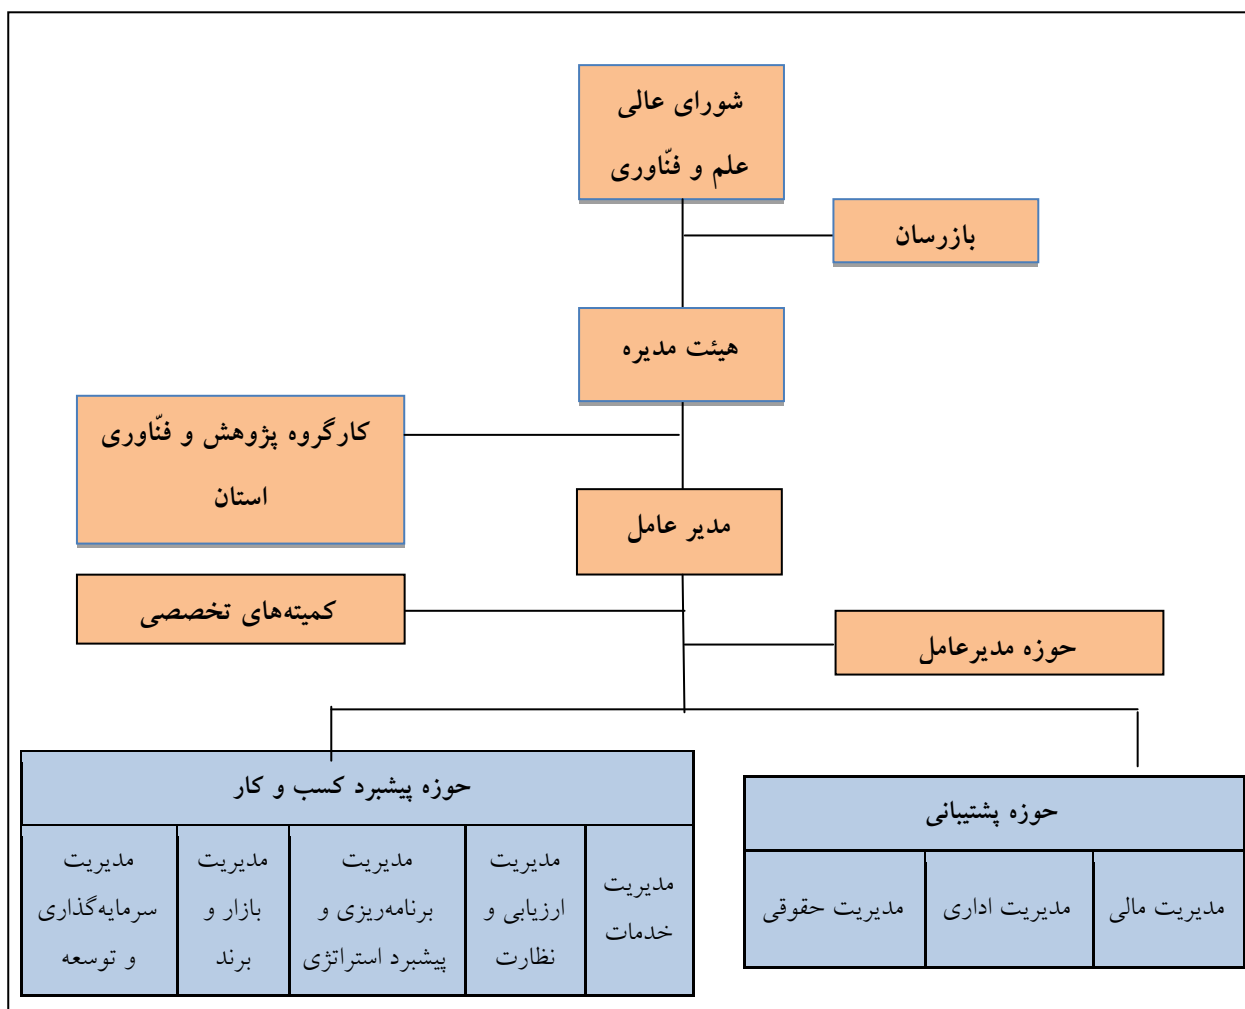 شورای عالی
علم و فنّاوری
بازرسان
هیئت مدیره
کارگروه پژوهش و فنّاوری
استان
مدیر عامل
کمیته‌های تخصصی
حوزه مدیرعامل
حوزه پشتیبانی
مدیریت مالی
مدیریت اداری
مدیریت حقوقی
حوزه پیشبرد کسب و کار
مدیریت
خدمات
مدیریت
ارزیابی و
نظارت
مدیریت
برنامه‌ریزی و
پیشبرد استراتژی
مدیریت
بازار و
برند
مدیریت
سرمایه‌گذاری
و توسعه